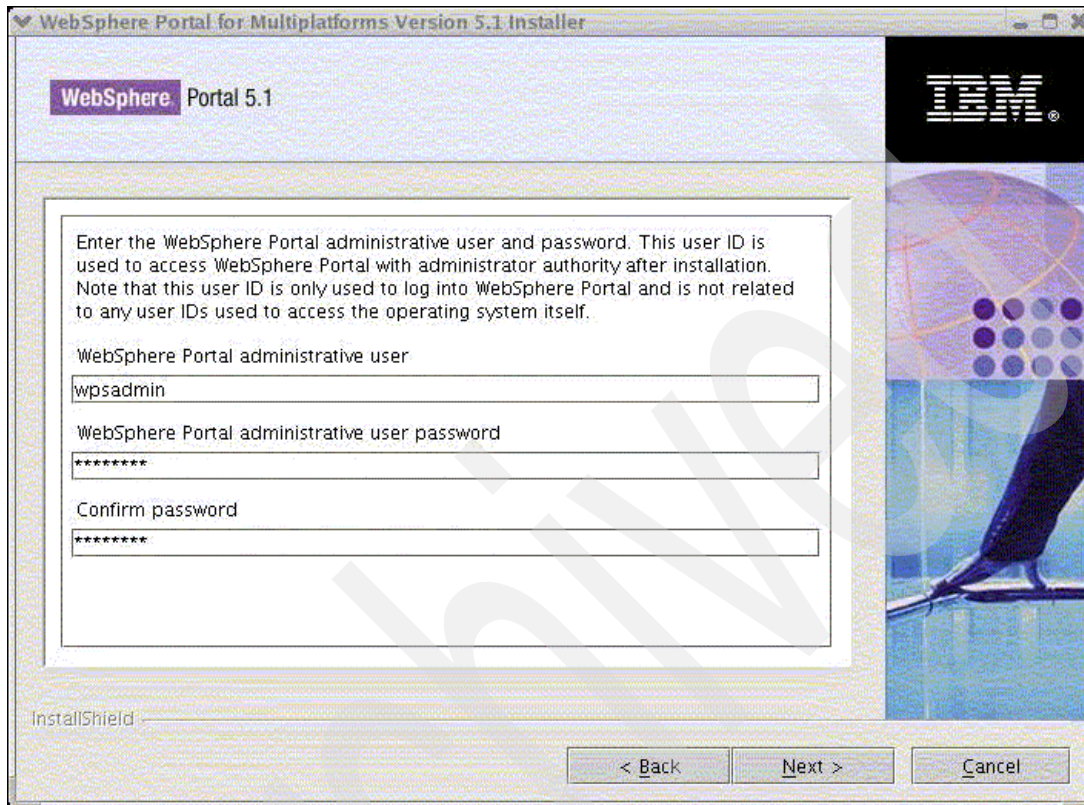 WebSphere Portal for Multiplatforms Version 5.1 Installer
WebSphere Portal 5.1
IBM®
Enter the WebSphere Portal administrative user and password. This user ID is
used to access WebSphere Portal with administrator authority after installation.
Note that this user ID is only used to log into WebSphere Portal and is not related
to any user IDs used to access the operating system itself.
WebSphere Portal administrative user
wpsadmin
WebSphere Portal administrative user password
********
Confirm password
********
InstallShield
< Back
Next >
Cancel